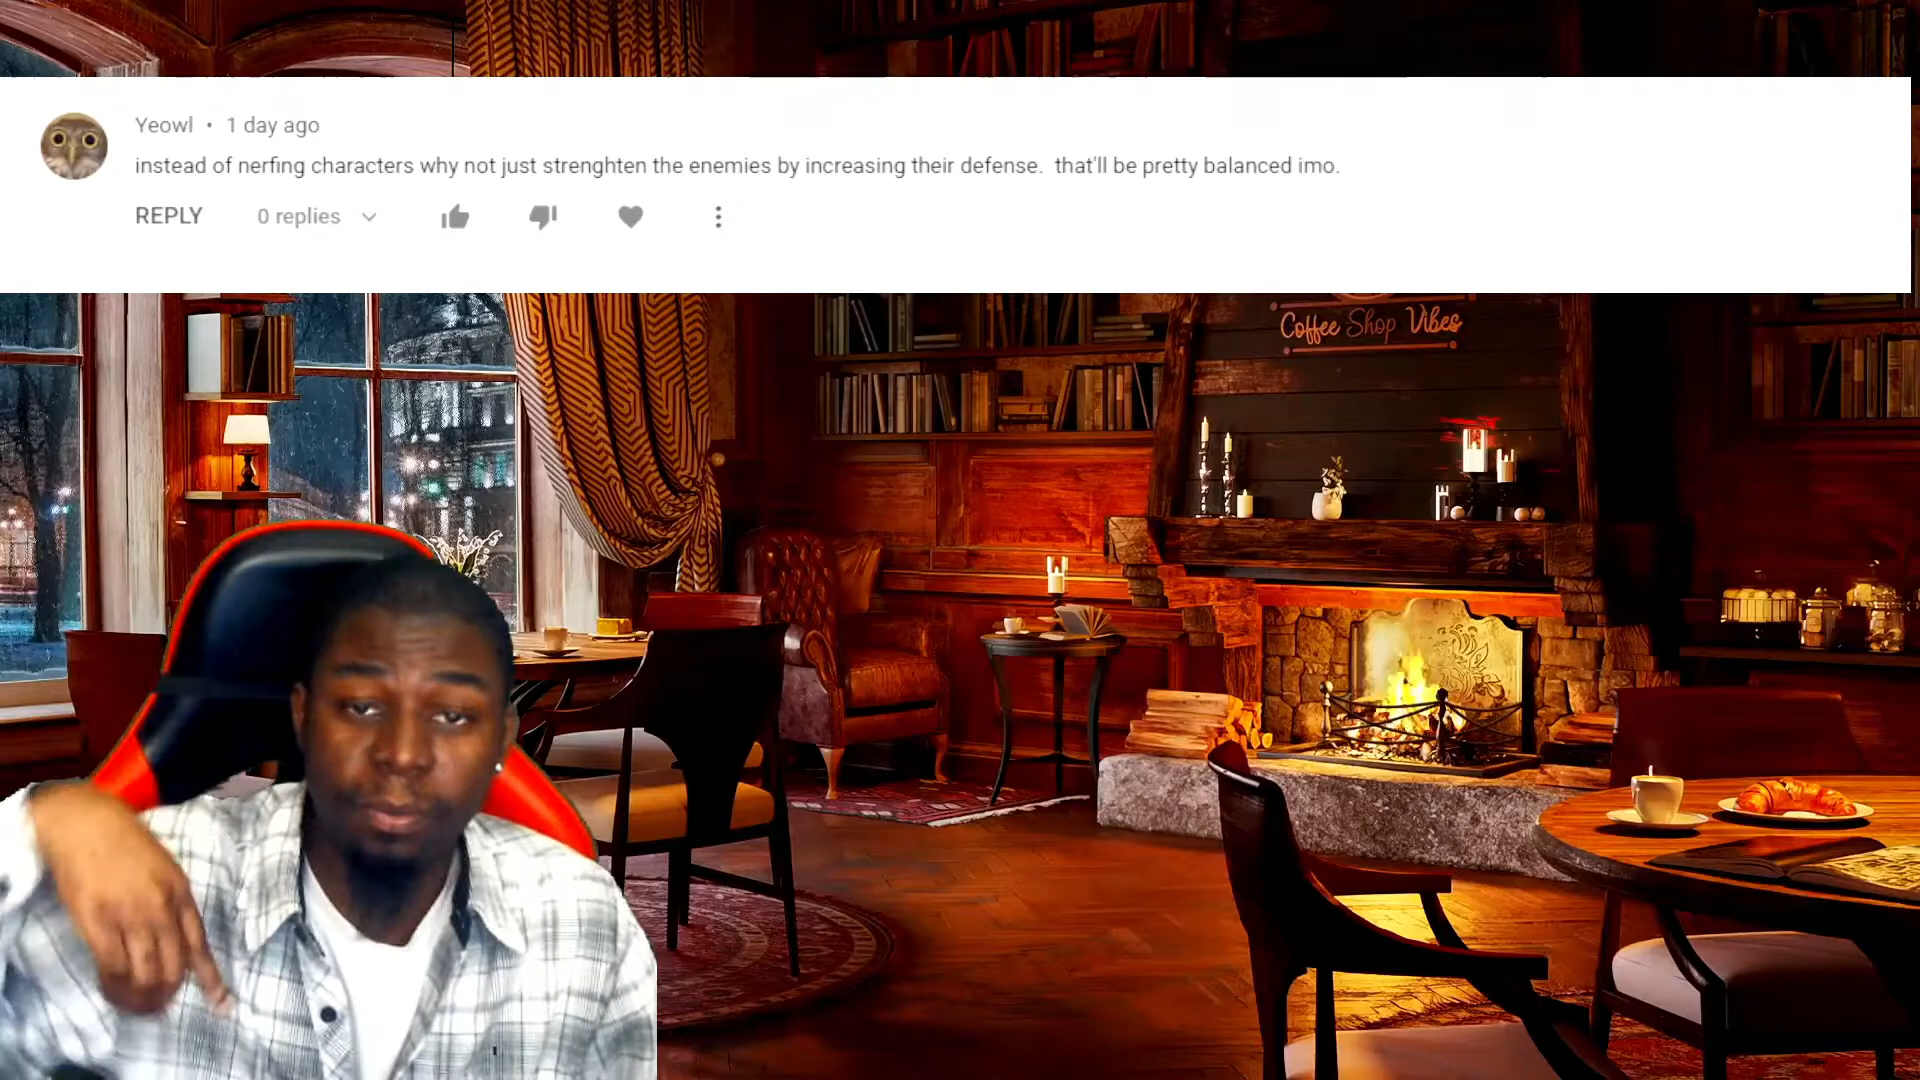 Yeowl • 1 day ago
instead of nerfing characters why not just strenghten the enemies by increasing their defense. that'll be pretty balanced imo.
REPLY 0 replies
Coffee Shop Vibes